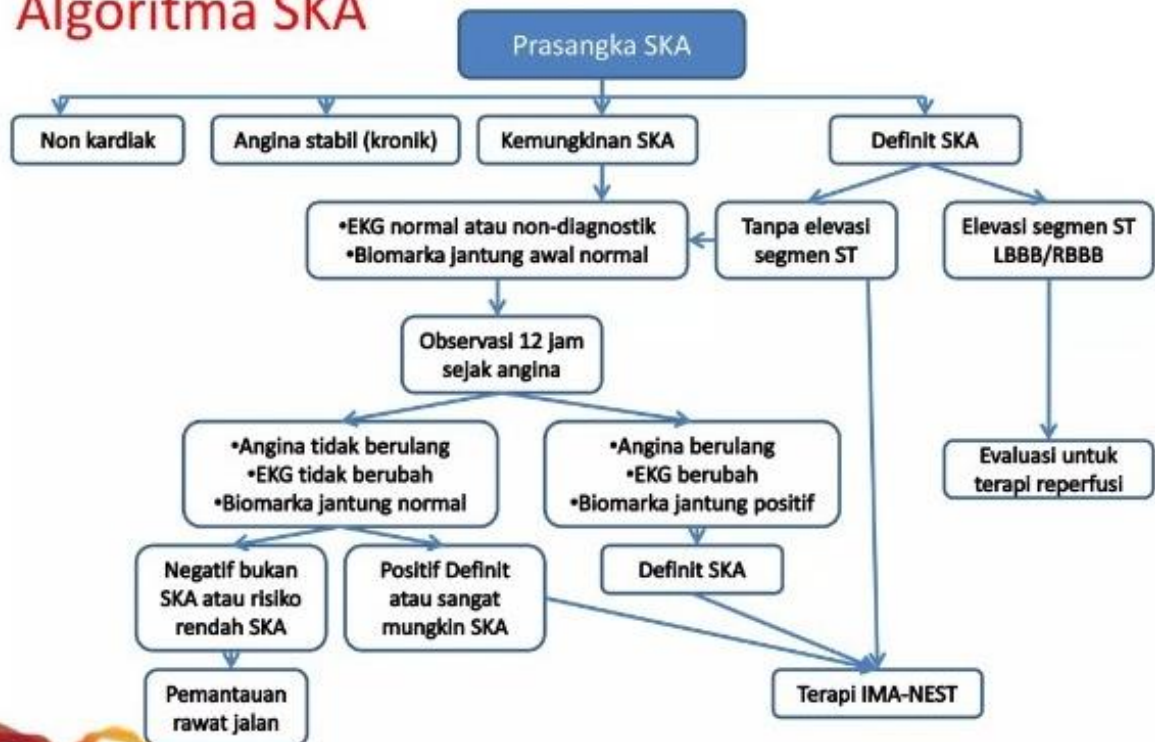 Algoritma SKA
Prasangka SKA
Non kardiak
Angina stabil (kronik)
Kemungkinan SKA
Definit SKA
•EKG normal atau non-diagnostik
•Biomarka jantung awal normal
Tanpa elevasi
segmen ST
Elevasi segmen ST
LBBB/RBBB
Observasi 12 jam
sejak angina
•Angina tidak berulang
•EKG tidak berubah
•Biomarka jantung normal
•Angina berulang
•EKG berubah
•Biomarka jantung positif
Evaluasi untuk
terapi reperfusi
Negatif bukan
SKA atau risiko
rendah SKA
Positif Definit
atau sangat
mungkin SKA
Definit SKA
Pemantauan
rawat jalan
Terapi IMA-NEST